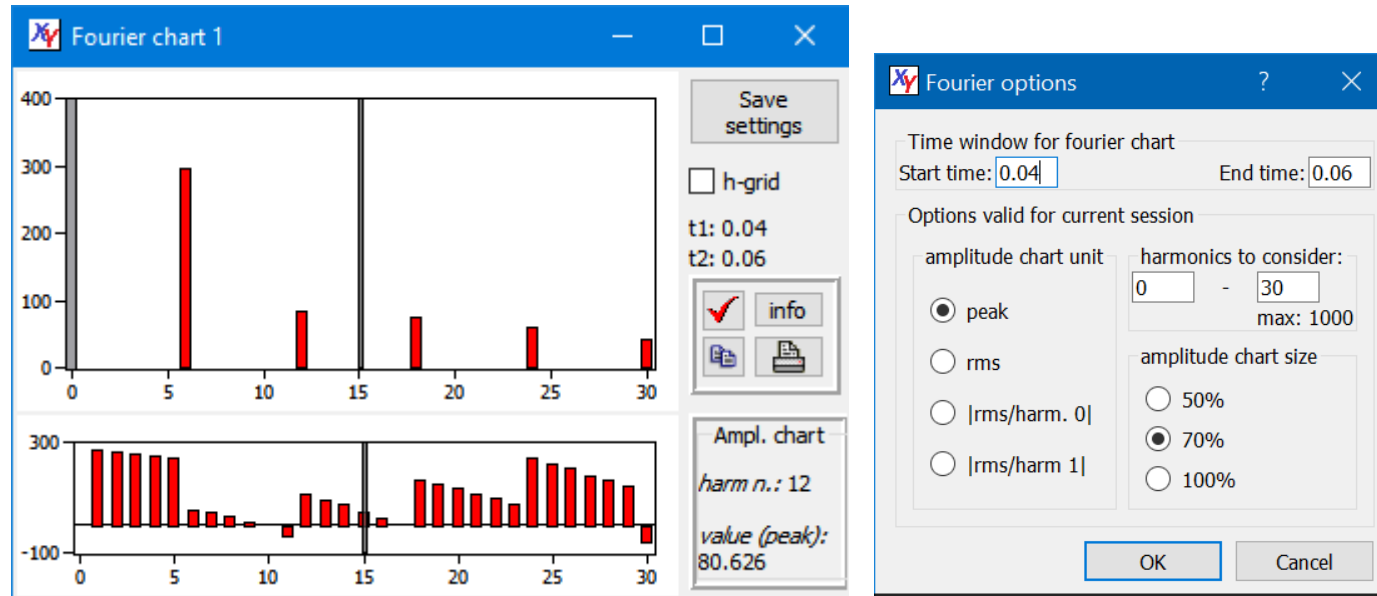 XY Fourier chart 1
400
300
200
100
0
0 5 10 15 20 25 30
300
-100
0 5 10 15 20 25 30
Save
settings
h-grid
t1: 0.04
t2: 0.06
info
Ampl. chart
harm n.: 12
value (peak):
80.626
XY Fourier options ?
Time window for fourier chart
Start time: 0.04 End time: 0.06
Options valid for current session
amplitude chart unit
peak
rms
|rms/harm. 0|
|rms/harm 1|
harmonics to consider:
0 - 30
max: 1000
amplitude chart size
50%
70%
100%
OK Cancel